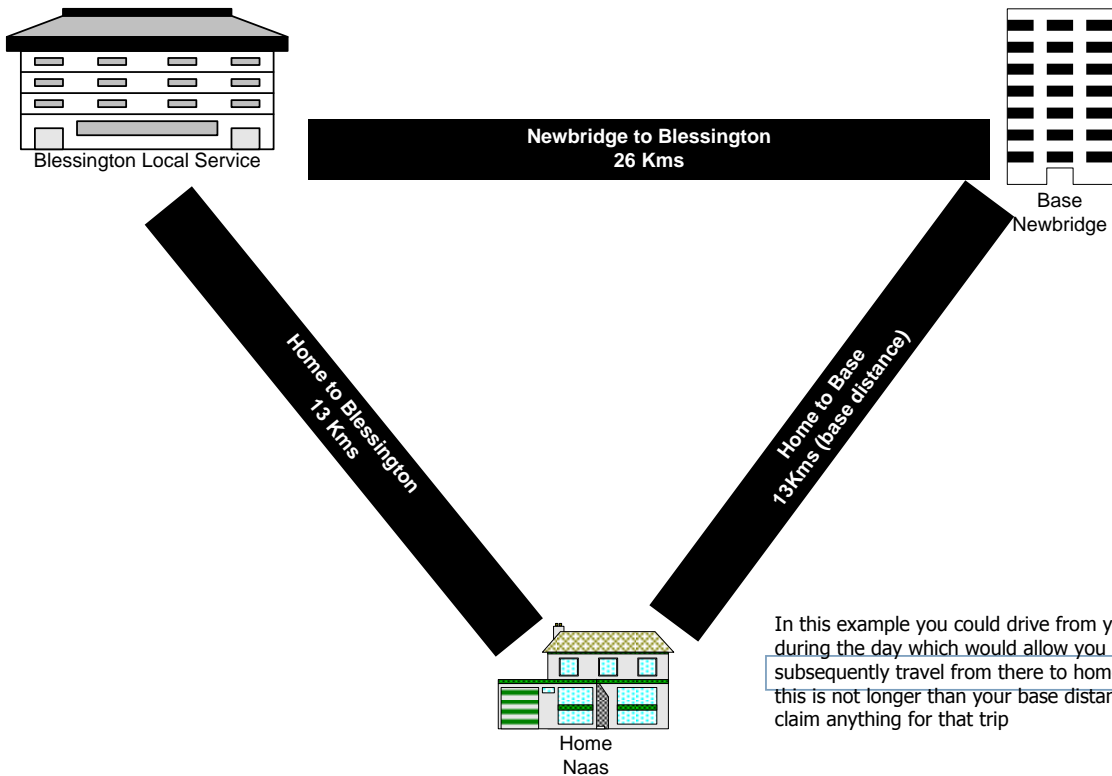 Newbridge to Blessington
26 Kms
Blessington Local Service
Base
Newbridge
Home to Blessington
13 Kms
Home to Base
13Kms (base distance)
In this example you could drive from
during the day which would allow you
subsequently travel from there to
this is not longer than your base
claim anything for that trip
Home
Naas